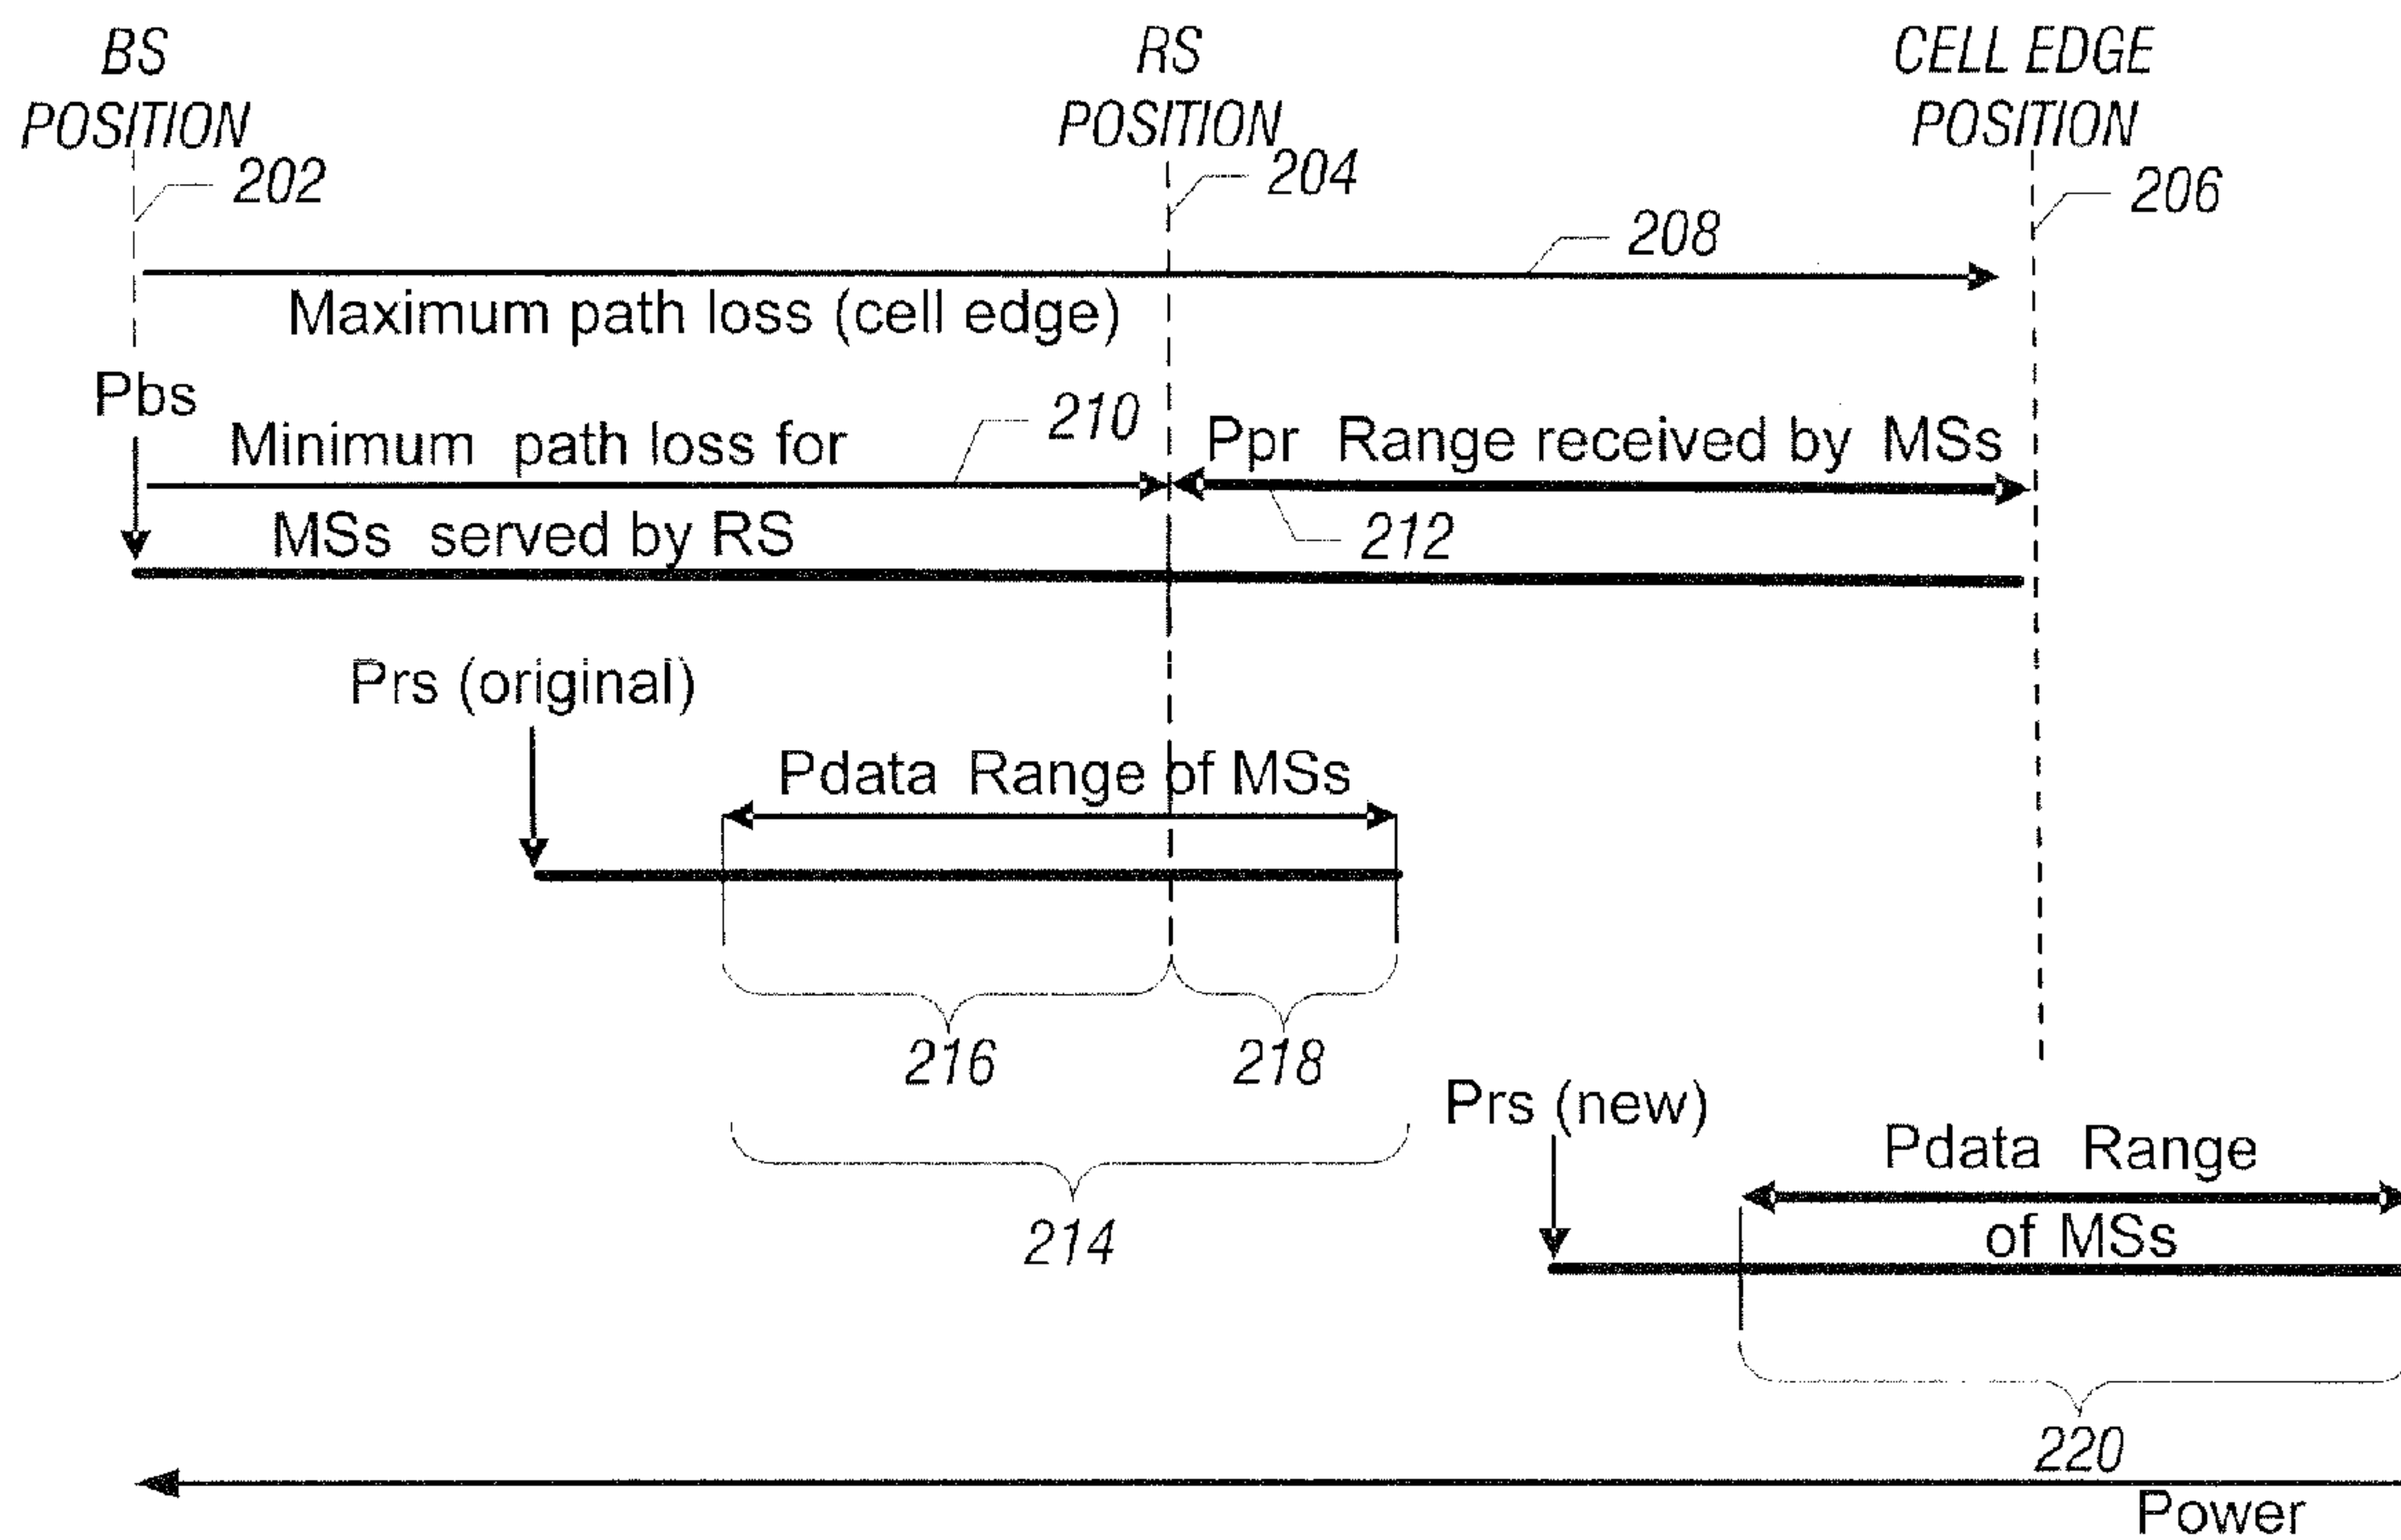 BS
POSITION
RS
POSITION
CELL EDGE
POSITION
202
204
206
208
Maximum path loss (cell edge)
Pbs
210
Minimum path loss for
MSs served by RS
Ppr Range received by MSs
212
Prs (original)
Pdata Range of MSs
216
218
214
Prs (new)
Pdata Range
of MSs
220
Power